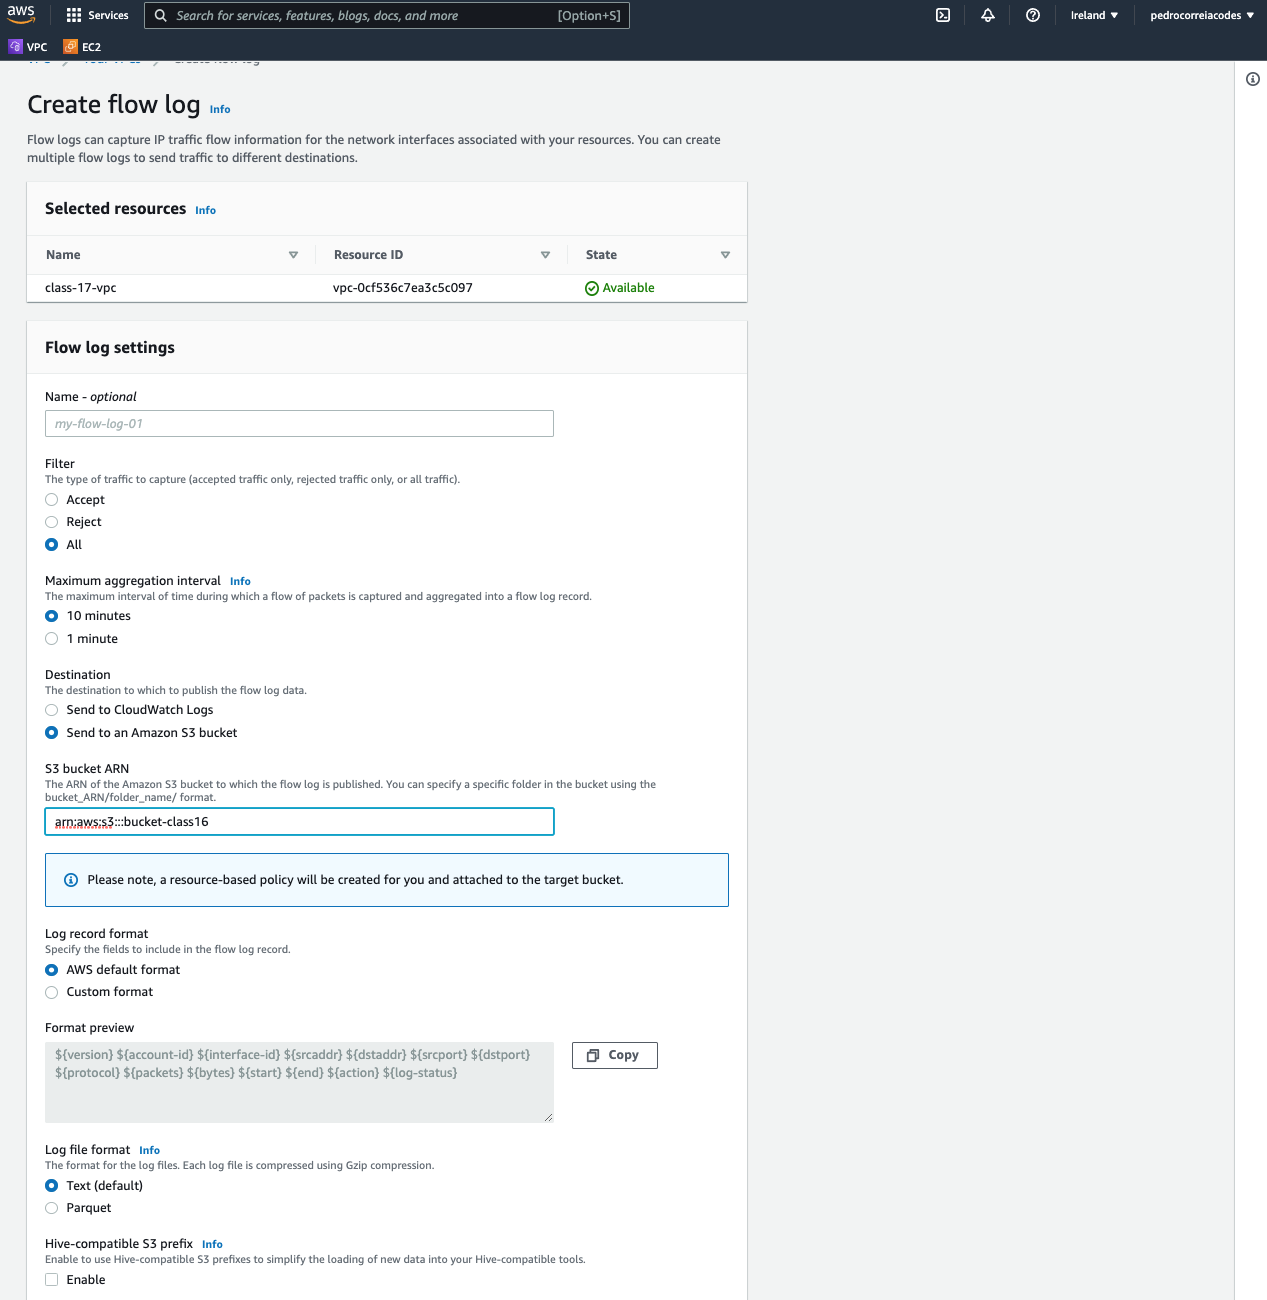 aws
Services
Search for services, features, blogs, docs, and more
[Option+S]
Ireland ▼
pedrocorreiacodes ▼
VPC
EC2
Create flow log Info
Flow logs can capture IP traffic flow information for the network interfaces associated with your resources. You can create
multiple flow logs to send traffic to different destinations.
Selected resources Info
Name
Resource ID
State
class-17-vpc
vpc-0cf536c7ea3c5c097
Available
Flow log settings
Name - optional
my-flow-log-01
Filter
The type of traffic to capture (accepted traffic only, rejected traffic only, or all traffic).
Accept
Reject
All
Maximum aggregation interval Info
The maximum interval of time during which a flow of packets is captured and aggregated into a flow log record.
10 minutes
1 minute
Destination
The destination to which to publish the flow log data.
Send to CloudWatch Logs
Send to an Amazon S3 bucket
S3 bucket ARN
The ARN of the Amazon S3 bucket to which the flow log is published. You can specify a specific folder in the bucket using the
bucket_ARN/folder_name/ format.
arn:aws:s3:::bucket-class16
Please note, a resource-based policy will be created for you and attached to the target bucket.
Log record format
Specify the fields to include in the flow log record.
AWS default format
Custom format
Format preview
${version} ${account-id} ${interface-id} ${srcaddr} ${dstaddr} ${srcport} ${dstport}
${protocol} ${packets} ${bytes} ${start} ${end} ${action} ${log-status}
Copy
Log file format Info
The format for the log files. Each log file is compressed using Gzip compression.
Text (default)
Parquet
Hive-compatible S3 prefix Info
Enable to use Hive-compatible S3 prefixes to simplify the loading of new data into your Hive-compatible tools.
Enable